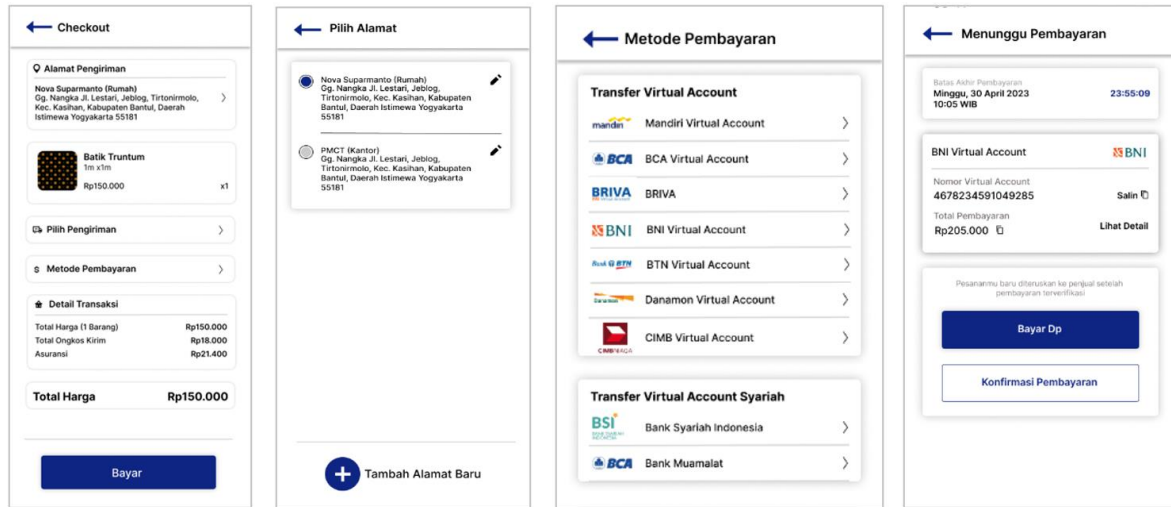 Checkout
Alamat Pengiriman
Nova Suparmanto (Rumah)
Gg. Nangka Jl. Lestari, Jeblog, Tirtonirmolo,
Kec. Kasihan, Kabupaten Bantul, Daerah
Istimewa Yogyakarta 55181
Batik Truntum
1m x1m
Rp150.000 x1
Pilih Pengiriman
Metode Pembayaran
Detail Transaksi
Total Harga (1 Barang) Rp150.000
Total Ongkos Kirim Rp18.000
Asuransi Rp21.400
Total Harga Rp150.000
Bayar
Pilih Alamat
Nova Suparmanto (Rumah)
Gg. Nangka Jl. Lestari, Jeblog,
Tirtonirmolo, Kec. Kasihan, Kabupaten
Bantul, Daerah Istimewa Yogyakarta
55181
PMCT (Kantor)
Gg. Nangka Jl. Lestari, Jeblog,
Tirtonirmolo, Kec. Kasihan, Kabupaten
Bantul, Daerah Istimewa Yogyakarta
55181
Tambah Alamat Baru
Metode Pembayaran
Transfer Virtual Account
mandiri Mandiri Virtual Account
BCA BCA Virtual Account
BRIVA BRIVA
BNI BNI Virtual Account
Bank BTN BTN Virtual Account
Danamon Danamon Virtual Account
CIMB Virtual Account
CIMBNIAGA
Transfer Virtual Account Syariah
BSI Bank Syariah Indonesia
BCA Bank Muamalat
Menunggu Pembayaran
Batas Akhir Pembayaran
Minggu, 30 April 2023 23:55:09
10:05 WIB
BNI Virtual Account BNI
Nomor Virtual Account
4678234591049285 Salin
Total Pembayaran
Rp205.000 Lihat Detail
Pesananmu baru diteruskan ke penjual setelah
pembayaran terverifikasi
Bayar Dp
Konfirmasi Pembayaran